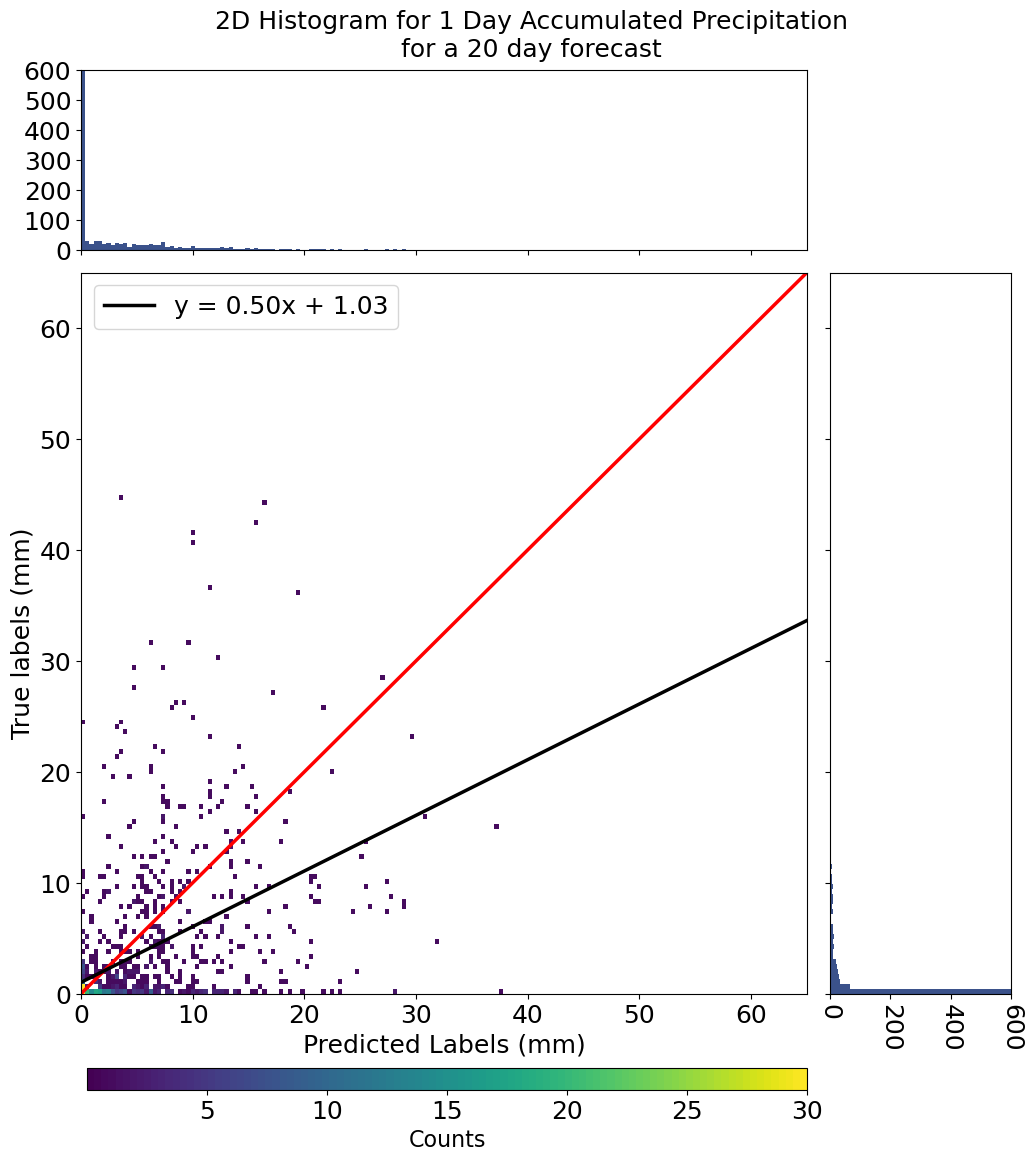 2D Histogram for 1 Day Accumulated Precipitation
for a 20 day forecast
600
500
400
300
200
100
0
y = 0.50x + 1.03
60
50
40
30
20
10
0
True labels (mm)
0 10 20 30 40 50 60
Predicted Labels (mm)
0 200 400 600
5 10 15 20 25 30
Counts